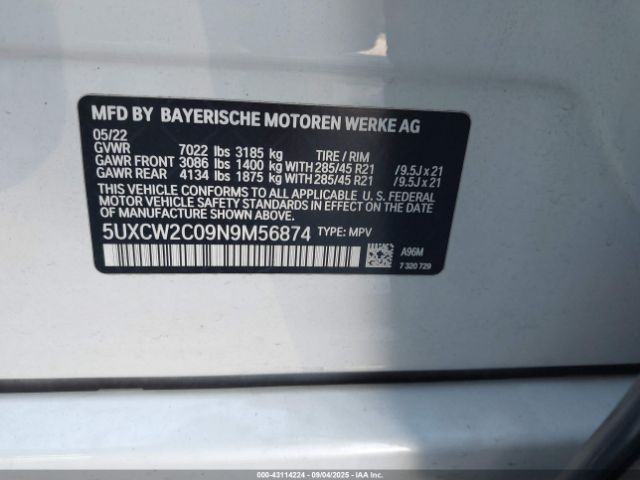 MFD BY BAYERISCHE MOTOREN WERKE AG
05/22
GVWR 7022 lbs 3185 kg TIRE / RIM
GAWR FRONT 3086 lbs 1400 kg WITH 285/45 R21 /9.5J x 21
GAWR REAR 4134 lbs 1875 kg WITH 285/45 R21 /9.5J x 21
THIS VEHICLE CONFORMS TO ALL APPLICABLE U. S. FEDERAL
MOTOR VEHICLE SAFETY STANDARDS IN EFFECT ON THE DATE OF
MANUFACTURE SHOWN ABOVE.
5UXCW2C09N9M56874 TYPE: MPV
A96M
7 320 729
000-43114224 | 09/04/2025 | IAA Inc.